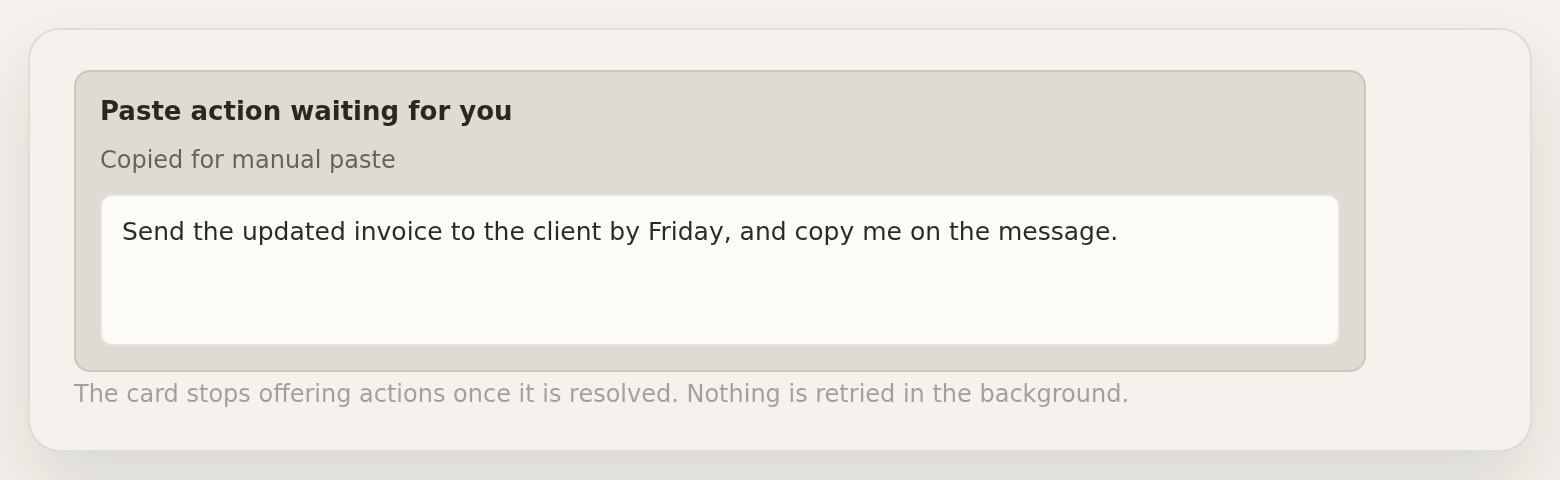 Paste action waiting for you
Copied for manual paste
Send the updated invoice to the client by Friday, and copy me on the message.
The card stops offering actions once it is resolved. Nothing is retried in the background.